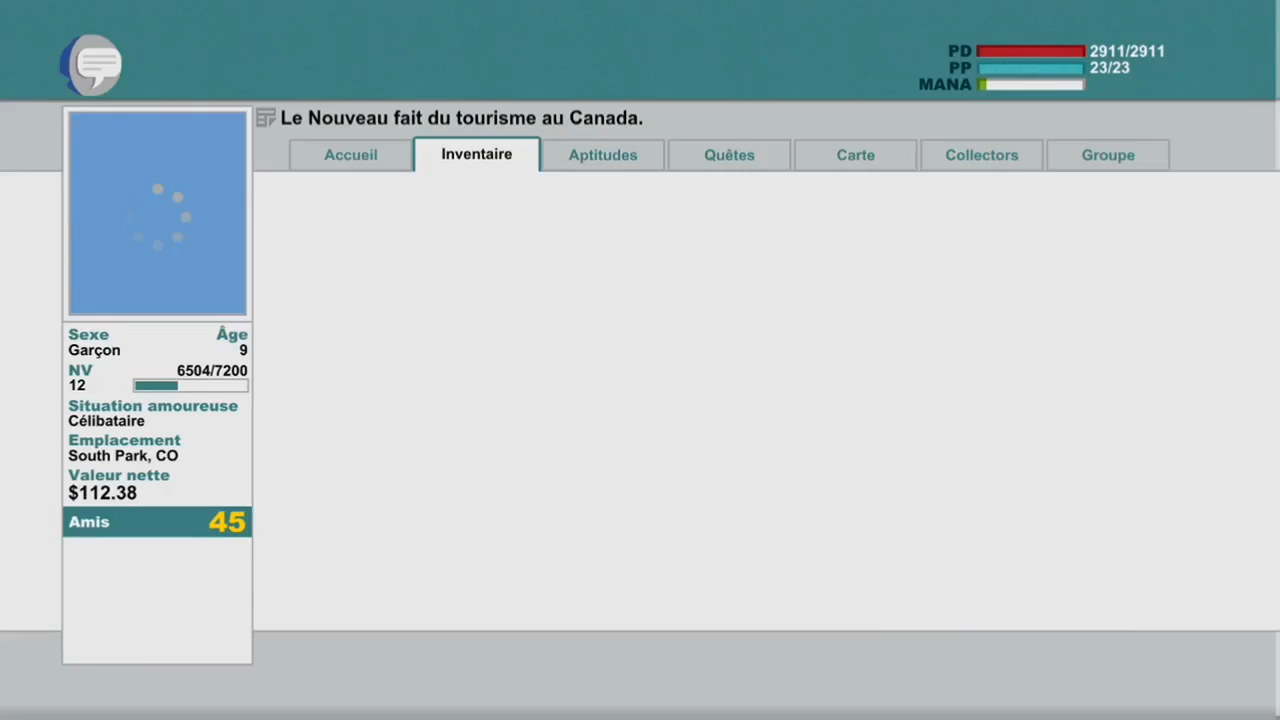 PD 2911/2911
PP 23/23
MANA
Le Nouveau fait du tourisme au Canada.
Accueil Inventaire Aptitudes Quêtes Carte Collectors Groupe
Sexe Âge
Garçon 9
NV 6504/7200
12
Situation amoureuse
Célibataire
Emplacement
South Park, CO
Valeur nette
$112.38
Amis 45